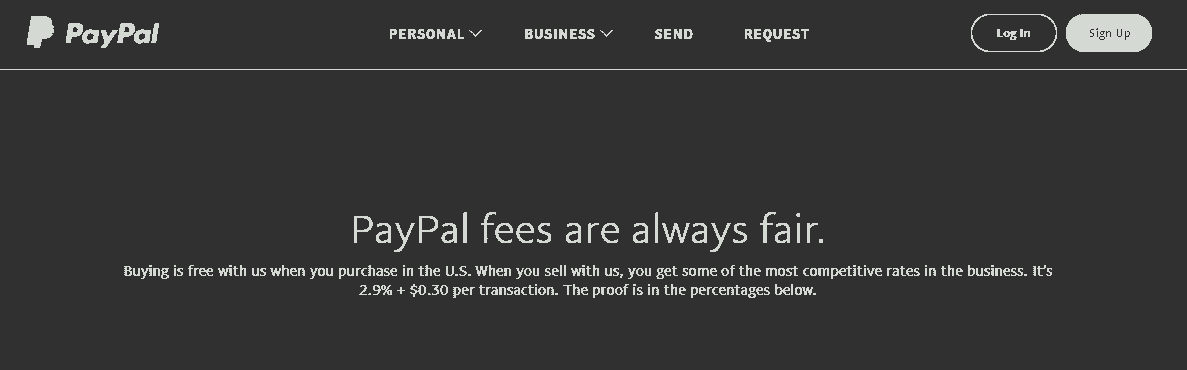 PayPal PERSONAL BUSINESS SEND REQUEST Log In Sign Up
PayPal fees are always fair.
Buying is free with us when you purchase in the U.S. When you sell with us, you get some of the most competitive rates in the business. It's
2.9% + $0.30 per transaction. The proof is in the percentages below.